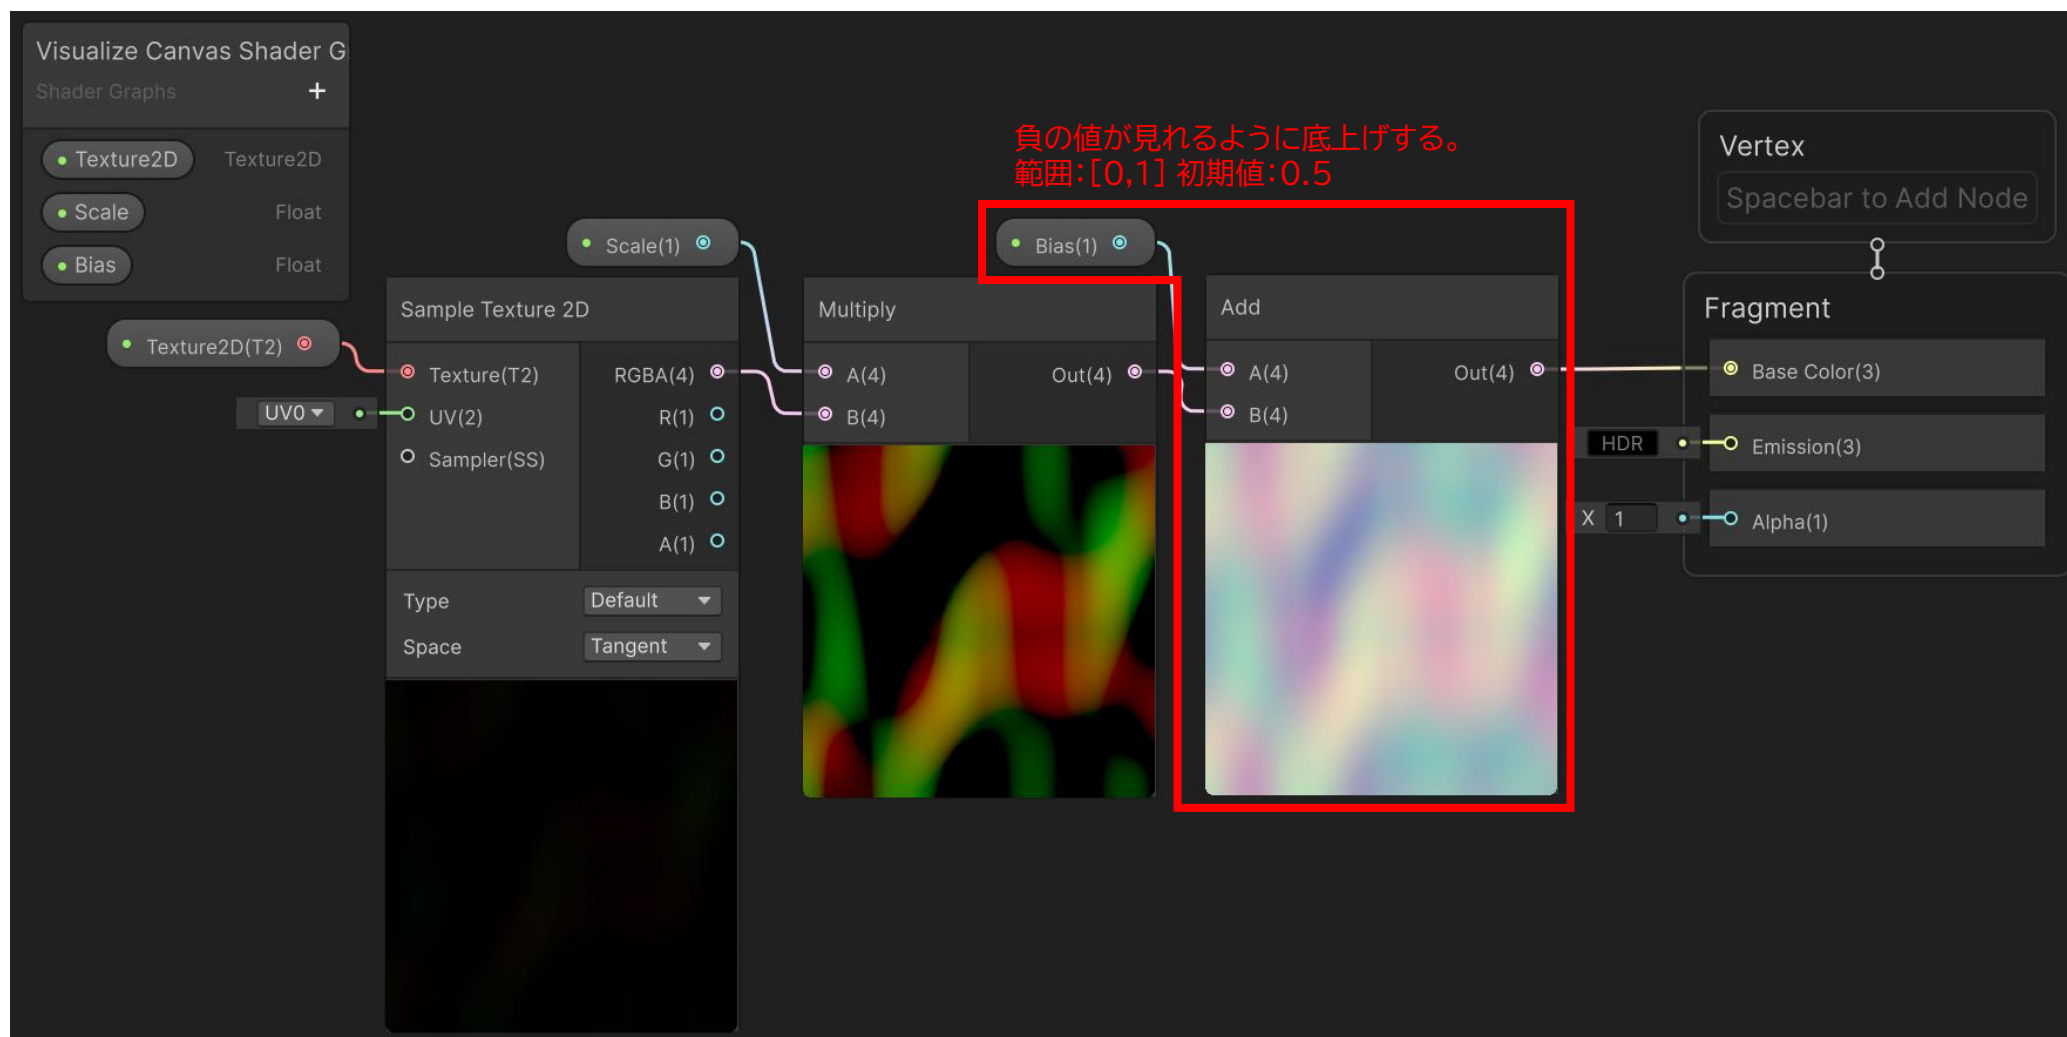 Visualize Canvas Shader G
Shader Graphs
+
Texture2D Texture2D
Scale Float
Bias Float
負の値が見れるように底上げする。
範囲:[0,1] 初期値:0.5
Texture2D(T2)
UV0
Scale(1)
Sample Texture 2D
Texture(T2) RGBA(4)
UV(2) R(1)
Sampler(SS) G(1)
B(1)
A(1)
Type Default
Space Tangent
Multiply
A(4) Out(4)
B(4)
Bias(1)
Add
A(4) Out(4)
B(4)
Vertex
Spacebar to Add Node
Fragment
Base Color(3)
HDR Emission(3)
X 1 Alpha(1)